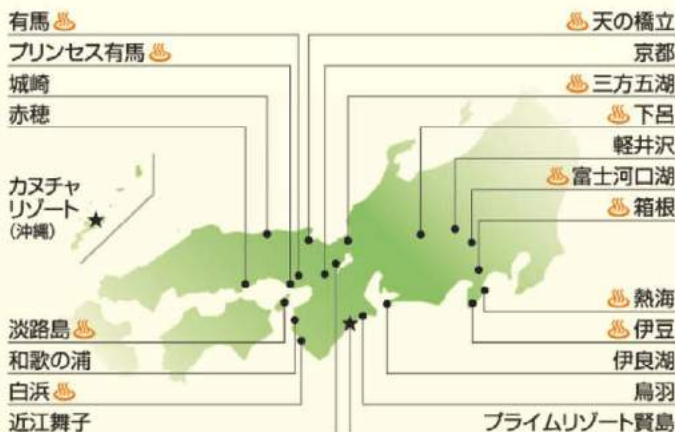 有馬
プリンセス有馬
城崎
赤穂
カヌチャ
リゾート
(沖縄)
淡路島
和歌の浦
白浜
近江舞子
天の橋立
京都
三方五湖
下呂
軽井沢
富士河口湖
箱根
熱海
伊豆
伊良湖
鳥羽
プライムリゾート賢島